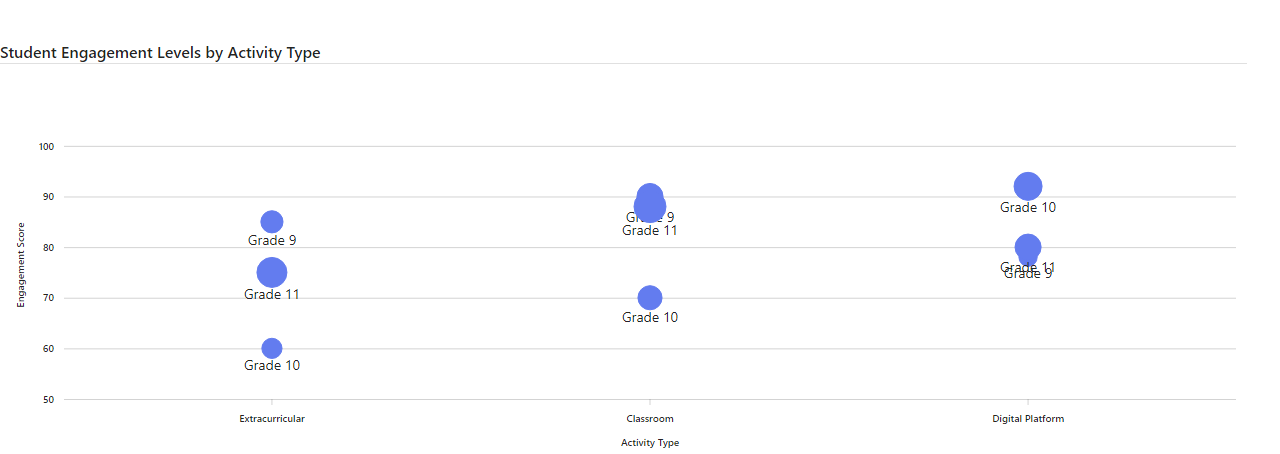 Student Engagement Levels by Activity Type
100
90
80
70
60
50
Engagement Score
Grade 9
Grade 11
Grade 10
Grade 9
Grade 11
Grade 10
Grade 10
Grade 11
Grade 9
Extracurricular
Classroom
Digital Platform
Activity Type